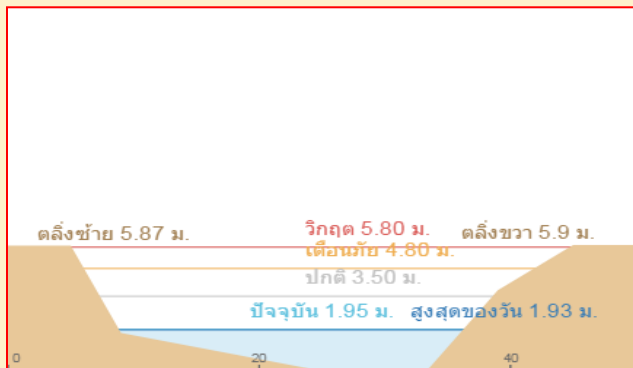 ตลิ่งซ้าย 5.87 ม. วิกฤต 5.80 ม. ตลิ่งขวา 5.9 ม.
เตือนภัย 4.80 ม.
ปกติ 3.50 ม.
ปัจจุบัน 1.95 ม. สูงสุดของวัน 1.93 ม.
0 20 40